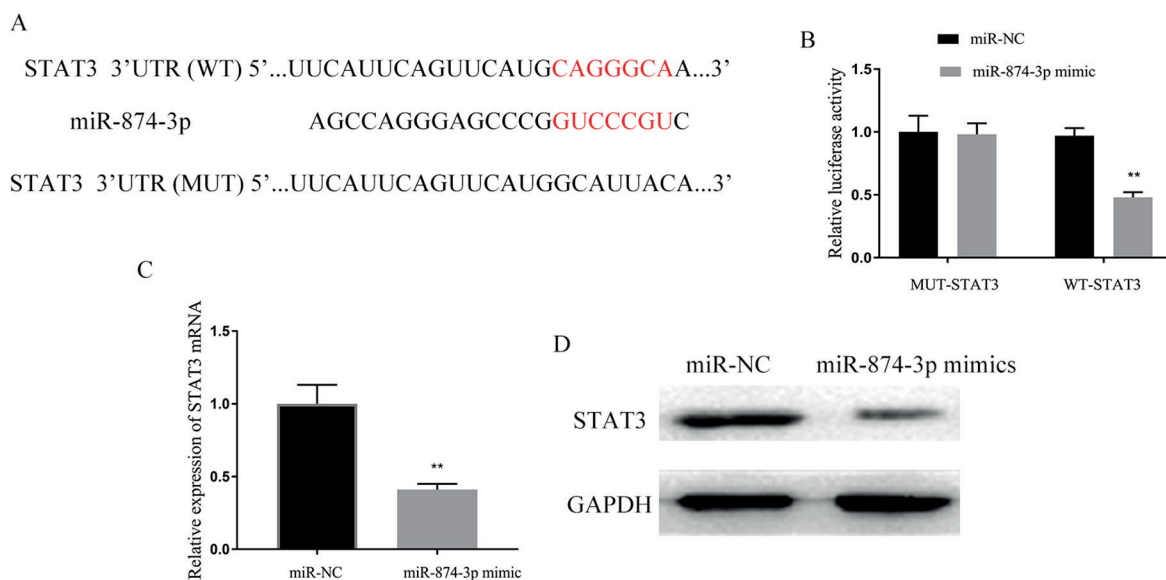 A
STAT3 3’UTR (WT) 5’...UUCAUUCAGUUCAUGCAGGGCAA...3’
miR-874-3p AGCCAGGGAGCCCGGUCCCGUC
STAT3 3’UTR (MUT) 5’...UUCAUUCAGUUCAUGGCAUUACA...3’
B
miR-NC
miR-874-3p mimic
Relative luciferase activity
1.5
1.0
0.5
0.0
**
MUT-STAT3 WT-STAT3
C
Relative expression of STAT3 mRNA
1.5
1.0
0.5
0.0
**
miR-NC miR-874-3p mimic
D
miR-NC miR-874-3p mimics
STAT3
GAPDH